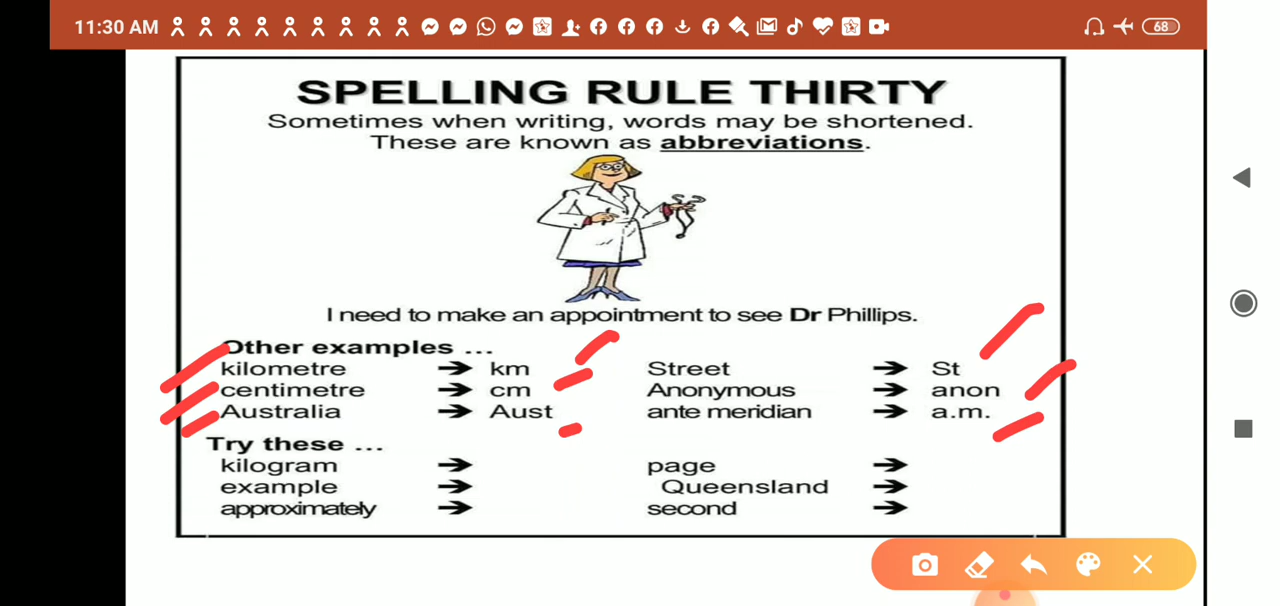 11:30 AM 68
SPELLING RULE THIRTY
Sometimes when writing, words may be shortened.
These are known as abbreviations.
I need to make an appointment to see Dr Phillips.
Other examples ...
kilometre → km Street → St
centimetre → cm Anonymous → anon
Australia → Aust ante meridian → a.m.
Try these ...
kilogram → page →
example → Queensland →
approximately → second →